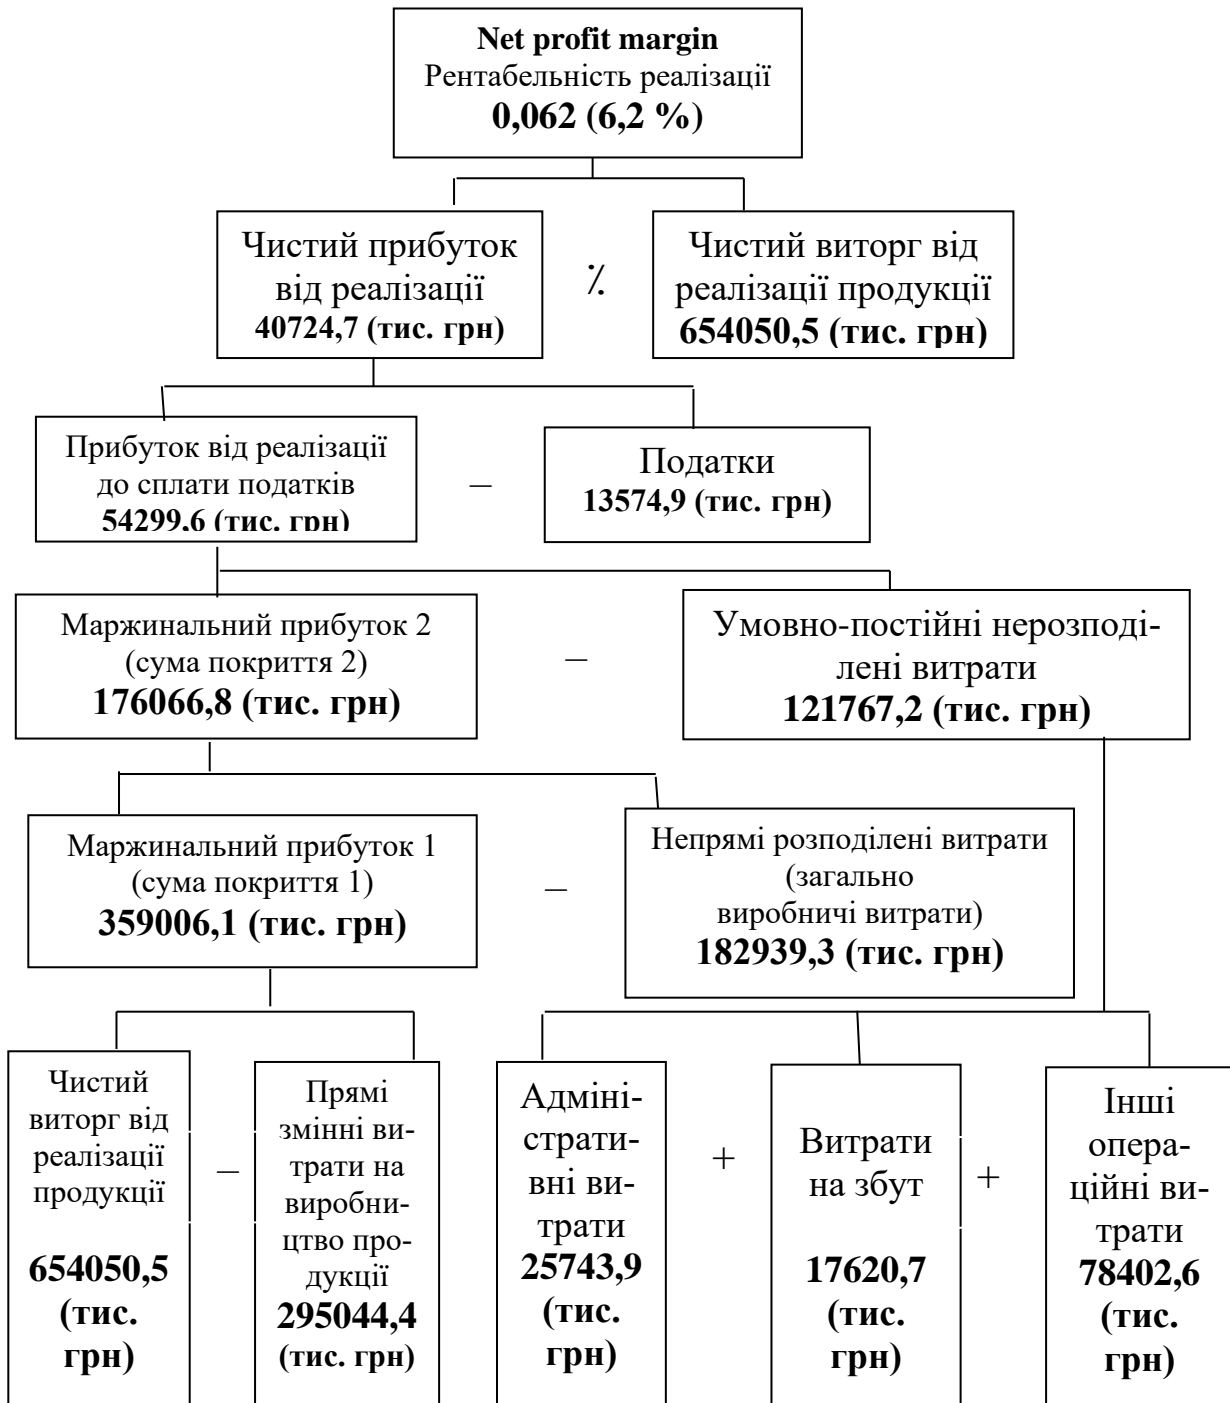 Net profit margin
Рентабельність реалізації
0,062 (6,2 %)
Чистий прибуток
від реалізації
40724,7 (тис. грн)
٪
Чистий виторг від
реалізації продукції
654050,5 (тис. грн)
Прибуток від реалізації
до сплати податків
54299,6 (тис. грн)
–
Податки
13574,9 (тис. грн)
Маржинальний прибуток 2
(сума покриття 2)
176066,8 (тис. грн)
–
Умовно-постійні нерозподі-
лені витрати
121767,2 (тис. грн)
Маржинальний прибуток 1
(сума покриття 1)
359006,1 (тис. грн)
–
Непрямі розподілені витрати
(загально
виробничі витрати)
182939,3 (тис. грн)
Чистий
виторг від
реалізації
продукції
654050,5
(тис.
грн)
–
Прямі
змінні ви-
трати на
виробни-
цтво про-
дукції
295044,4
(тис. грн)
Адміні-
страти-
вні ви-
трати
25743,9
(тис.
грн)
+
Витрати
на збут
17620,7
(тис.
грн)
+
Інші
опера-
ційні ви-
трати
78402,6
(тис.
грн)